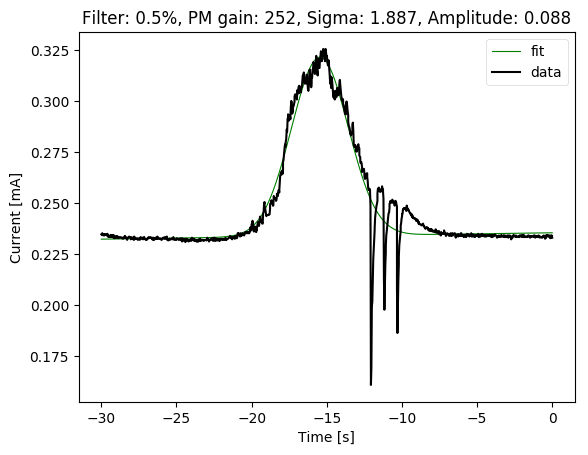 Filter: 0.5%, PM gain: 252, Sigma: 1.887, Amplitude: 0.088
fit
data
0.325
0.300
0.275
0.250
0.225
0.200
0.175
Current [mA]
−30
−25
−20
−15
−10
−5
0
Time [s]